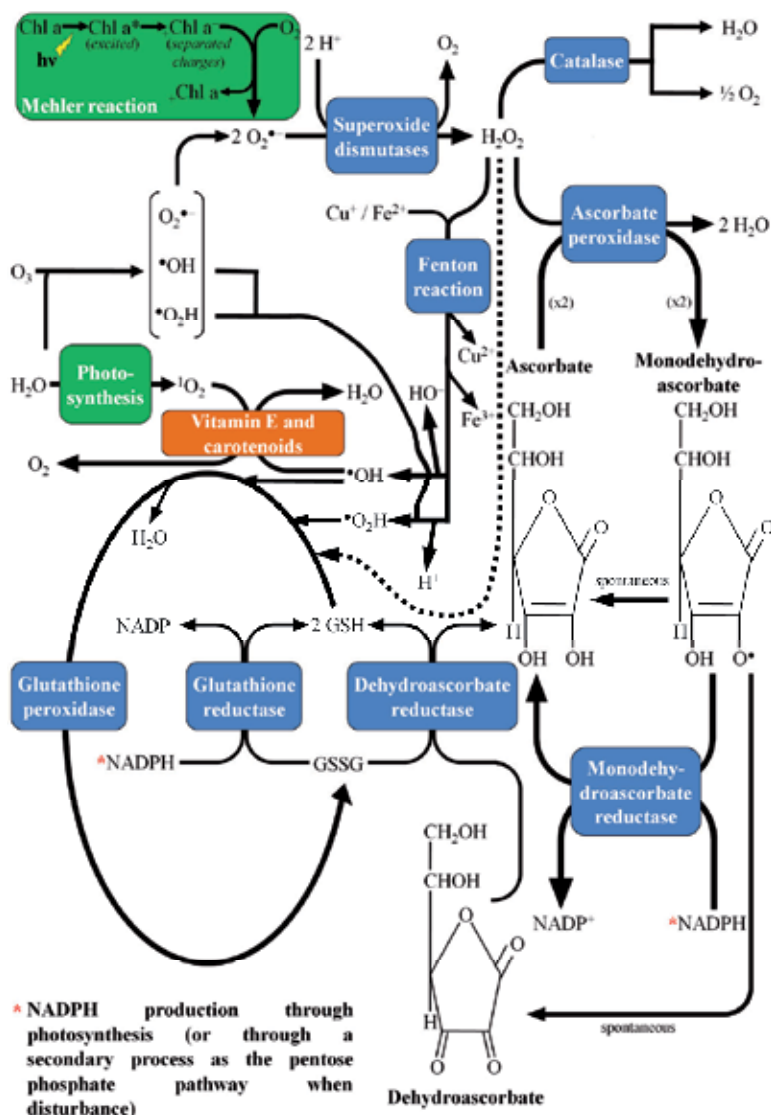 Chl a Chl a* Chl a⁻ O₂
(excited) (separated charges)
hν
₊Chl a
Mehler reaction
2 H⁺
O₂
Catalase
H₂O
½ O₂
2 O₂•⁻
Superoxide
dismutases
H₂O₂
O₂•⁻
•OH
•O₂H
Cu⁺ / Fe²⁺
Ascorbate
peroxidase
2 H₂O
O₃
Fenton
reaction
(x2) (x2)
Cu²⁺
Ascorbate
Monodehydro-
ascorbate
H₂O
Photo-
synthesis
¹O₂
H₂O
HO⁻
Fe³⁺
Vitamin E and
carotenoids
O₂
•OH
CH₂OH
CHOH
O
O
CH₂OH
CHOH
O
O
H₂O
•O₂H
H⁺
spontaneous
NADP
2 GSH
H
OH OH
H
OH O•
Glutathione
peroxidase
Glutathione
reductase
Dehydroascorbate
reductase
*NADPH
GSSG
Monodehy-
droascorbate
reductase
CH₂OH
CHOH
O
O
H
O O
NADP⁺
*NADPH
spontaneous
Dehydroascorbate
* NADPH production through
photosynthesis (or through a
secondary process as the pentose
phosphate pathway when
disturbance)